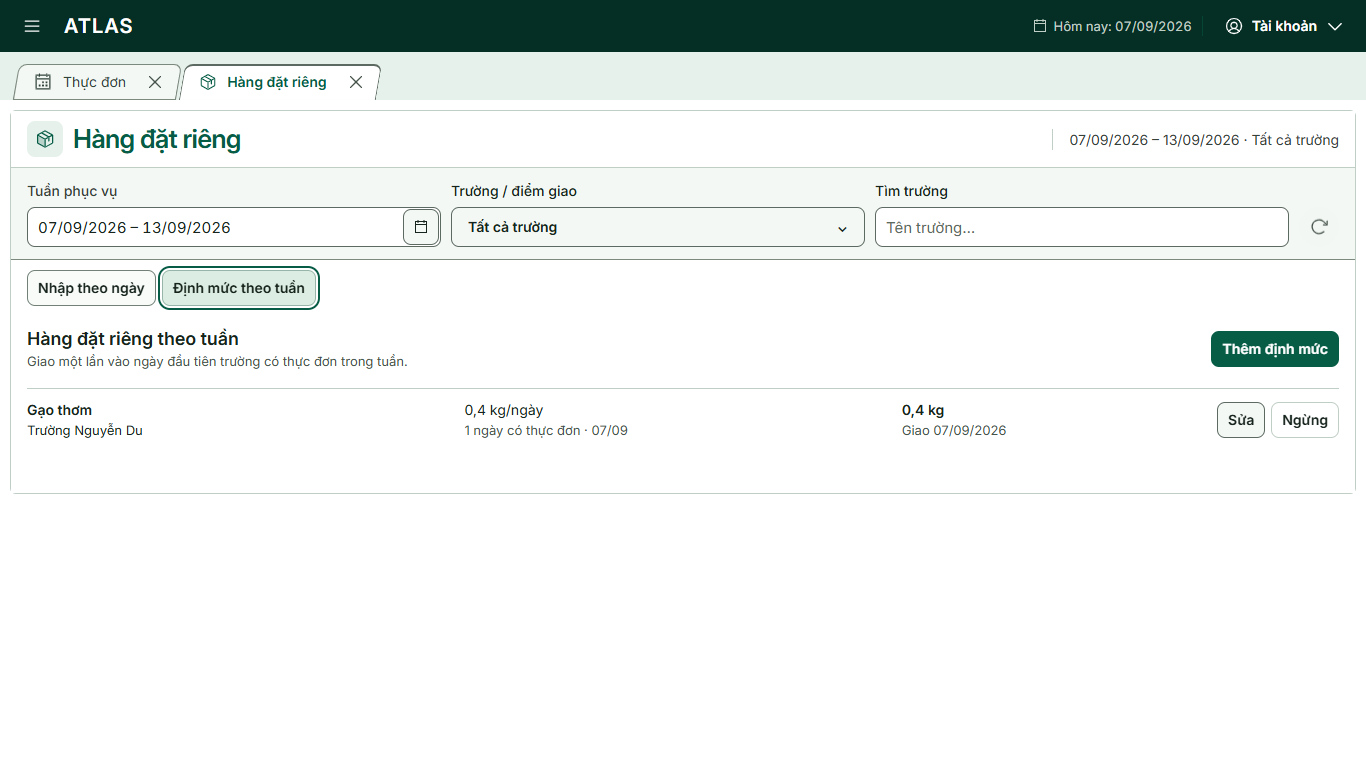 ATLAS
Hôm nay: 07/09/2026
Tài khoản
Thực đơn
Hàng đặt riêng
Hàng đặt riêng
07/09/2026 – 13/09/2026 · Tất cả trường
Tuần phục vụ
Trường / điểm giao
Tìm trường
07/09/2026 – 13/09/2026
Tất cả trường
Tên trường...
Nhập theo ngày
Định mức theo tuần
Hàng đặt riêng theo tuần
Giao một lần vào ngày đầu tiên trường có thực đơn trong tuần.
Thêm định mức
Gạo thơm
Trường Nguyễn Du
0,4 kg/ngày
1 ngày có thực đơn · 07/09
0,4 kg
Giao 07/09/2026
Sửa
Ngừng